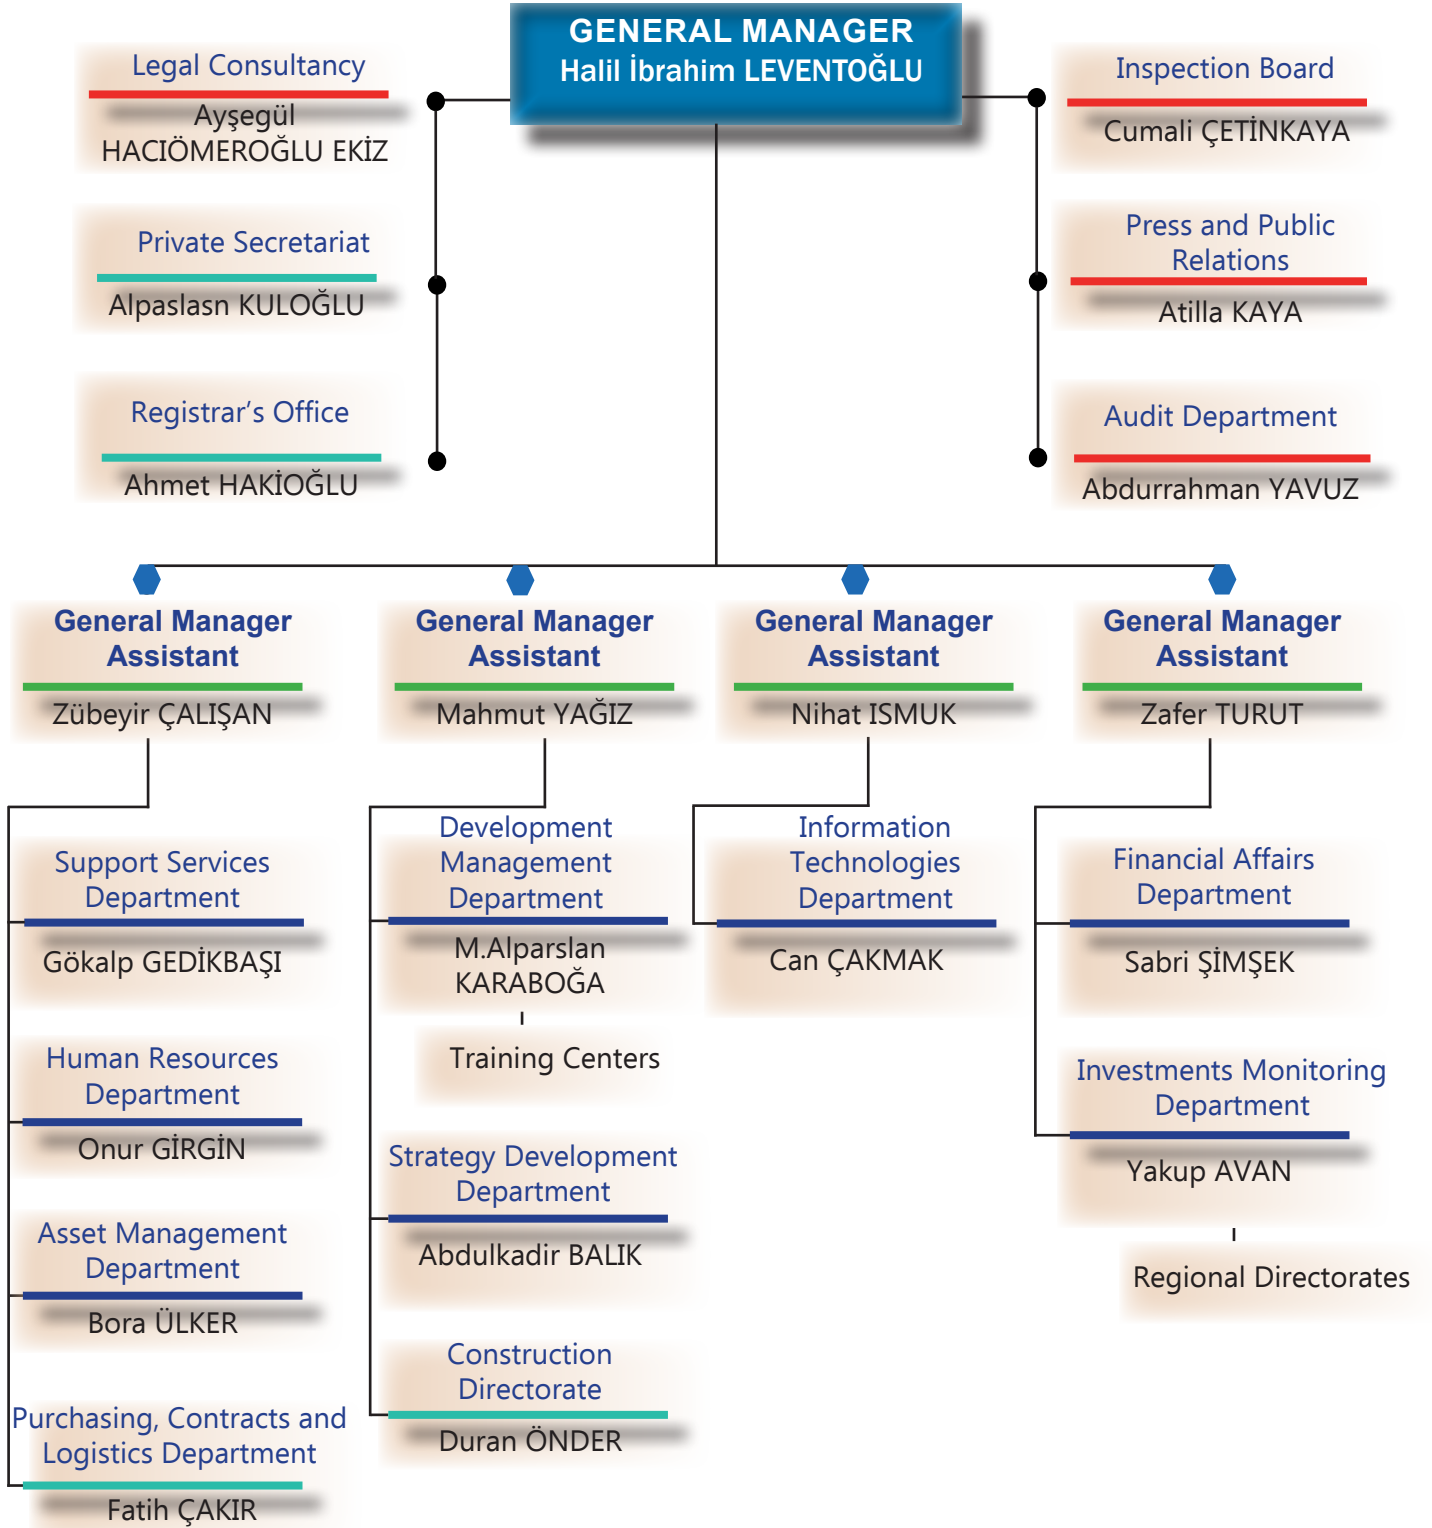 GENERAL MANAGER
Halil İbrahim LEVENTOĞLU
Legal Consultancy
Ayşegül
HACIÖMEROĞLU EKİZ
Private Secretariat
Alpaslasn KULOĞLU
Registrar's Office
Ahmet HAKİOĞLU
Inspection Board
Cumali ÇETİNKAYA
Press and Public
Relations
Atilla KAYA
Audit Department
Abdurrahman YAVUZ
General Manager
Assistant
Zübeyir ÇALIŞAN
Support Services
Department
Gökalp GEDİKBAŞI
Human Resources
Department
Onur GİRGİN
Asset Management
Department
Bora ÜLKER
Purchasing, Contracts and
Logistics Department
Fatih ÇAKIR
General Manager
Assistant
Mahmut YAĞIZ
Development
Management
Department
M.Alparslan
KARABOĞA
Training Centers
Strategy Development
Department
Abdulkadir BALIK
Construction
Directorate
Duran ÖNDER
General Manager
Assistant
Nihat ISMUK
Information
Technologies
Department
Can ÇAKMAK
General Manager
Assistant
Zafer TURUT
Financial Affairs
Department
Sabri ŞİMŞEK
Investments Monitoring
Department
Yakup AVAN
Regional Directorates